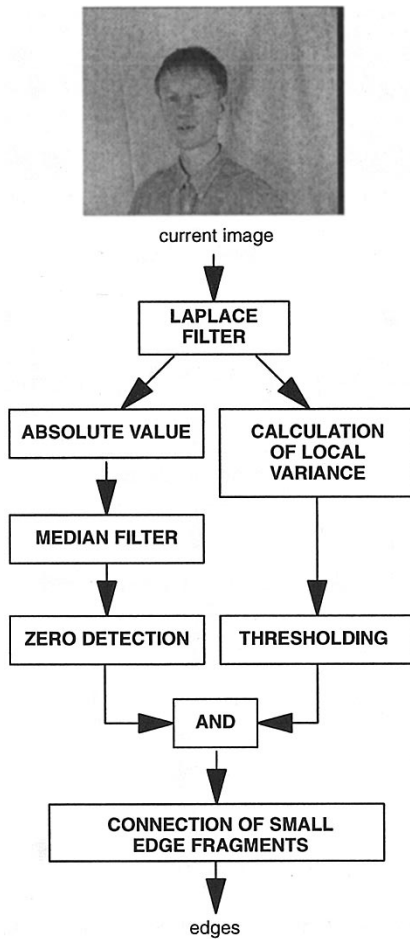 current image
LAPLACE
FILTER
ABSOLUTE VALUE
CALCULATION
OF LOCAL
VARIANCE
MEDIAN FILTER
ZERO DETECTION
THRESHOLDING
AND
CONNECTION OF SMALL
EDGE FRAGMENTS
edges